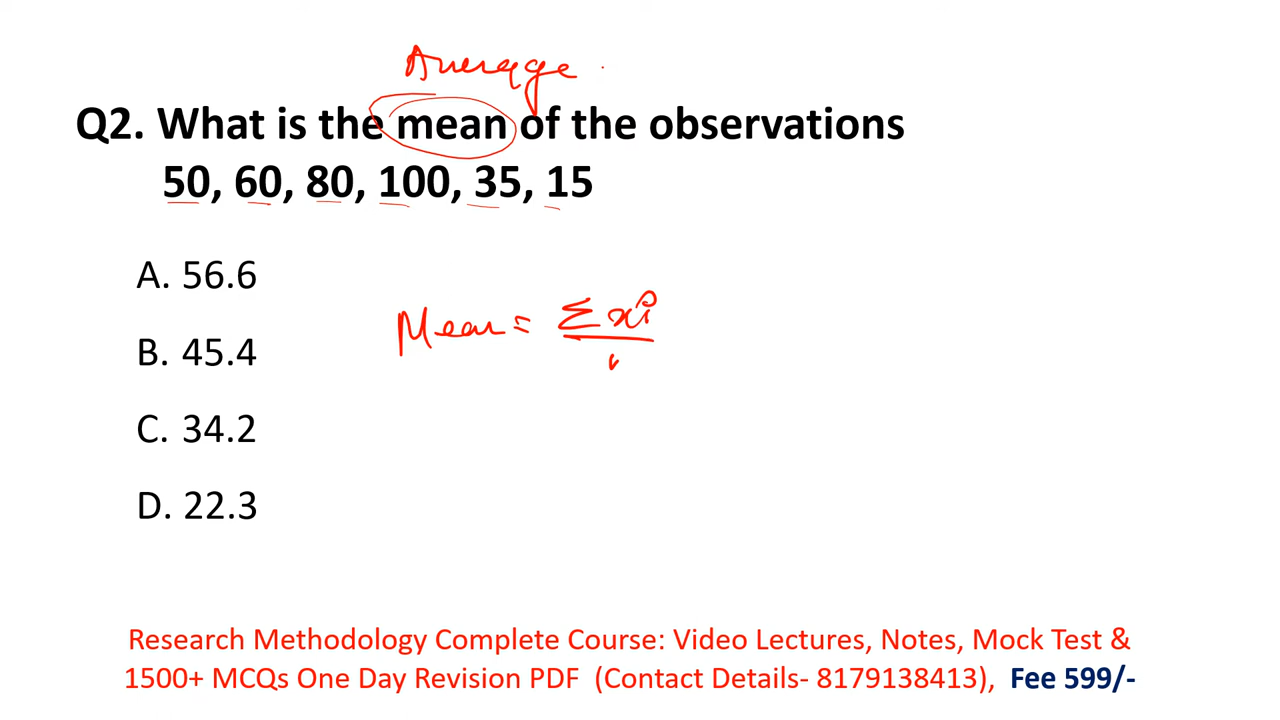 Average
Q2. What is the mean of the observations
50, 60, 80, 100, 35, 15
A. 56.6
Mean = Σxi
B. 45.4
C. 34.2
D. 22.3
Research Methodology Complete Course: Video Lectures, Notes, Mock Test &
1500+ MCQs One Day Revision PDF (Contact Details- 8179138413), Fee 599/-